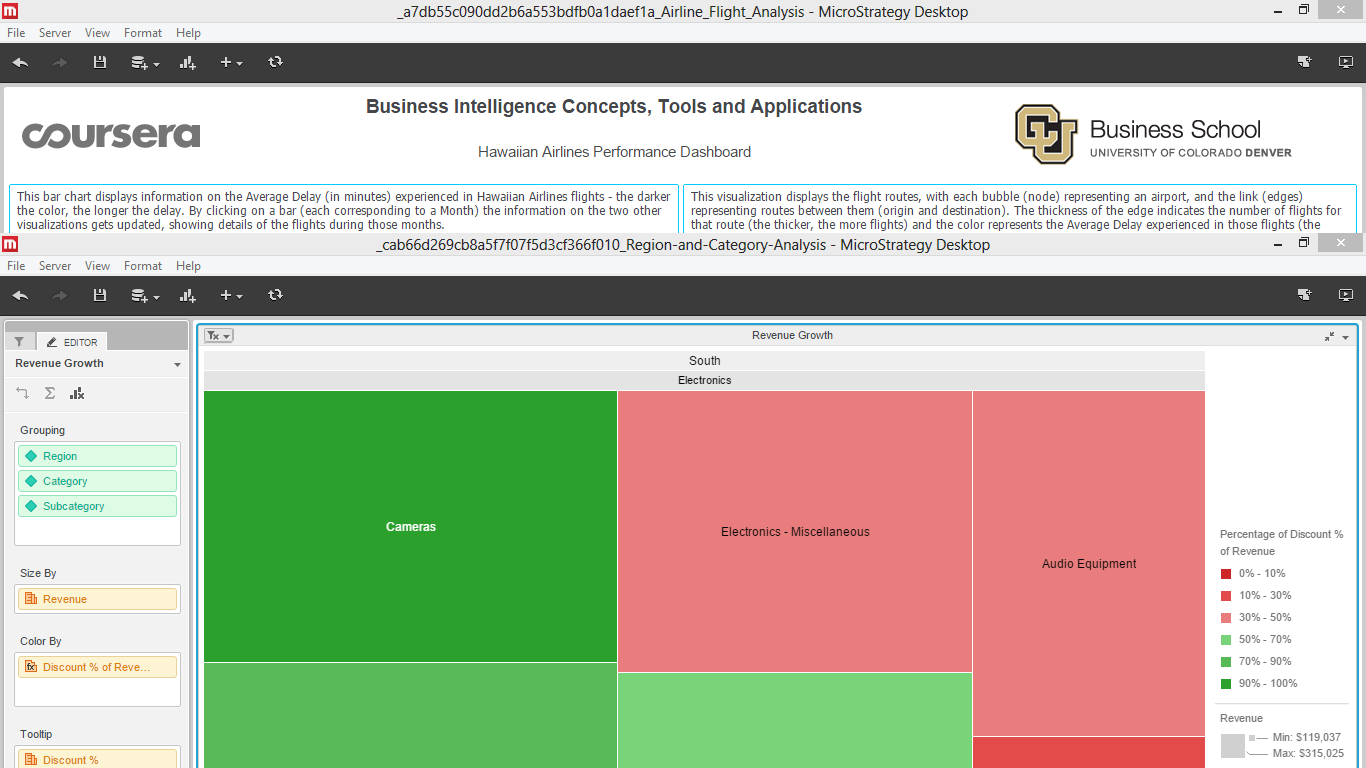 _a7db55c090dd2b6a553bdfb0a1daef1a_Airline_Flight_Analysis - MicroStrategy Desktop
File Server View Format Help
Business Intelligence Concepts, Tools and Applications
coursera
Hawaiian Airlines Performance Dashboard
CU
Business School
UNIVERSITY OF COLORADO DENVER
This bar chart displays information on the Average Delay (in minutes) experienced in Hawaiian Airlines flights - the darker
the color, the longer the delay. By clicking on a bar (each corresponding to a Month) the information on the two other
visualizations gets updated, showing details of the flights during those months.
This visualization displays the flight routes, with each bubble (node) representing an airport, and the link (edges)
representing routes between them (origin and destination). The thickness of the edge indicates the number of flights for
that route (the thicker, the more flights) and the color represents the Average Delay experienced in those flights (the
_cab66d269cb8a5f7f07f5d3cf366f010_Region-and-Category-Analysis - MicroStrategy Desktop
File Server View Format Help
EDITOR
Revenue Growth
Grouping
Region
Category
Subcategory
Size By
Revenue
Color By
Discount % of Reve...
Tooltip
Discount %
Revenue Growth
South
Electronics
Cameras
Electronics - Miscellaneous
Audio Equipment
Percentage of Discount %
of Revenue
0% - 10%
10% - 30%
30% - 50%
50% - 70%
70% - 90%
90% - 100%
Revenue
Min: $119,037
Max: $315,025